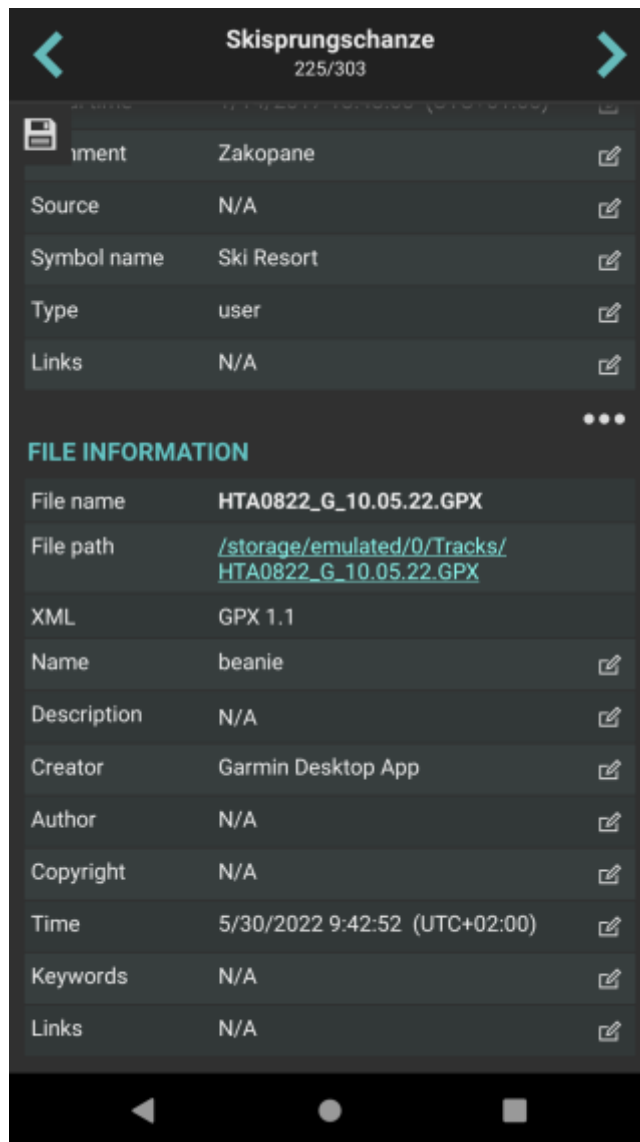 Skisprungschanze
225/303
nment Zakopane
Source N/A
Symbol name Ski Resort
Type user
Links N/A
FILE INFORMATION
File name HTA0822_G_10.05.22.GPX
File path /storage/emulated/0/Tracks/
HTA0822_G_10.05.22.GPX
XML GPX 1.1
Name beanie
Description N/A
Creator Garmin Desktop App
Author N/A
Copyright N/A
Time 5/30/2022 9:42:52 (UTC+02:00)
Keywords N/A
Links N/A